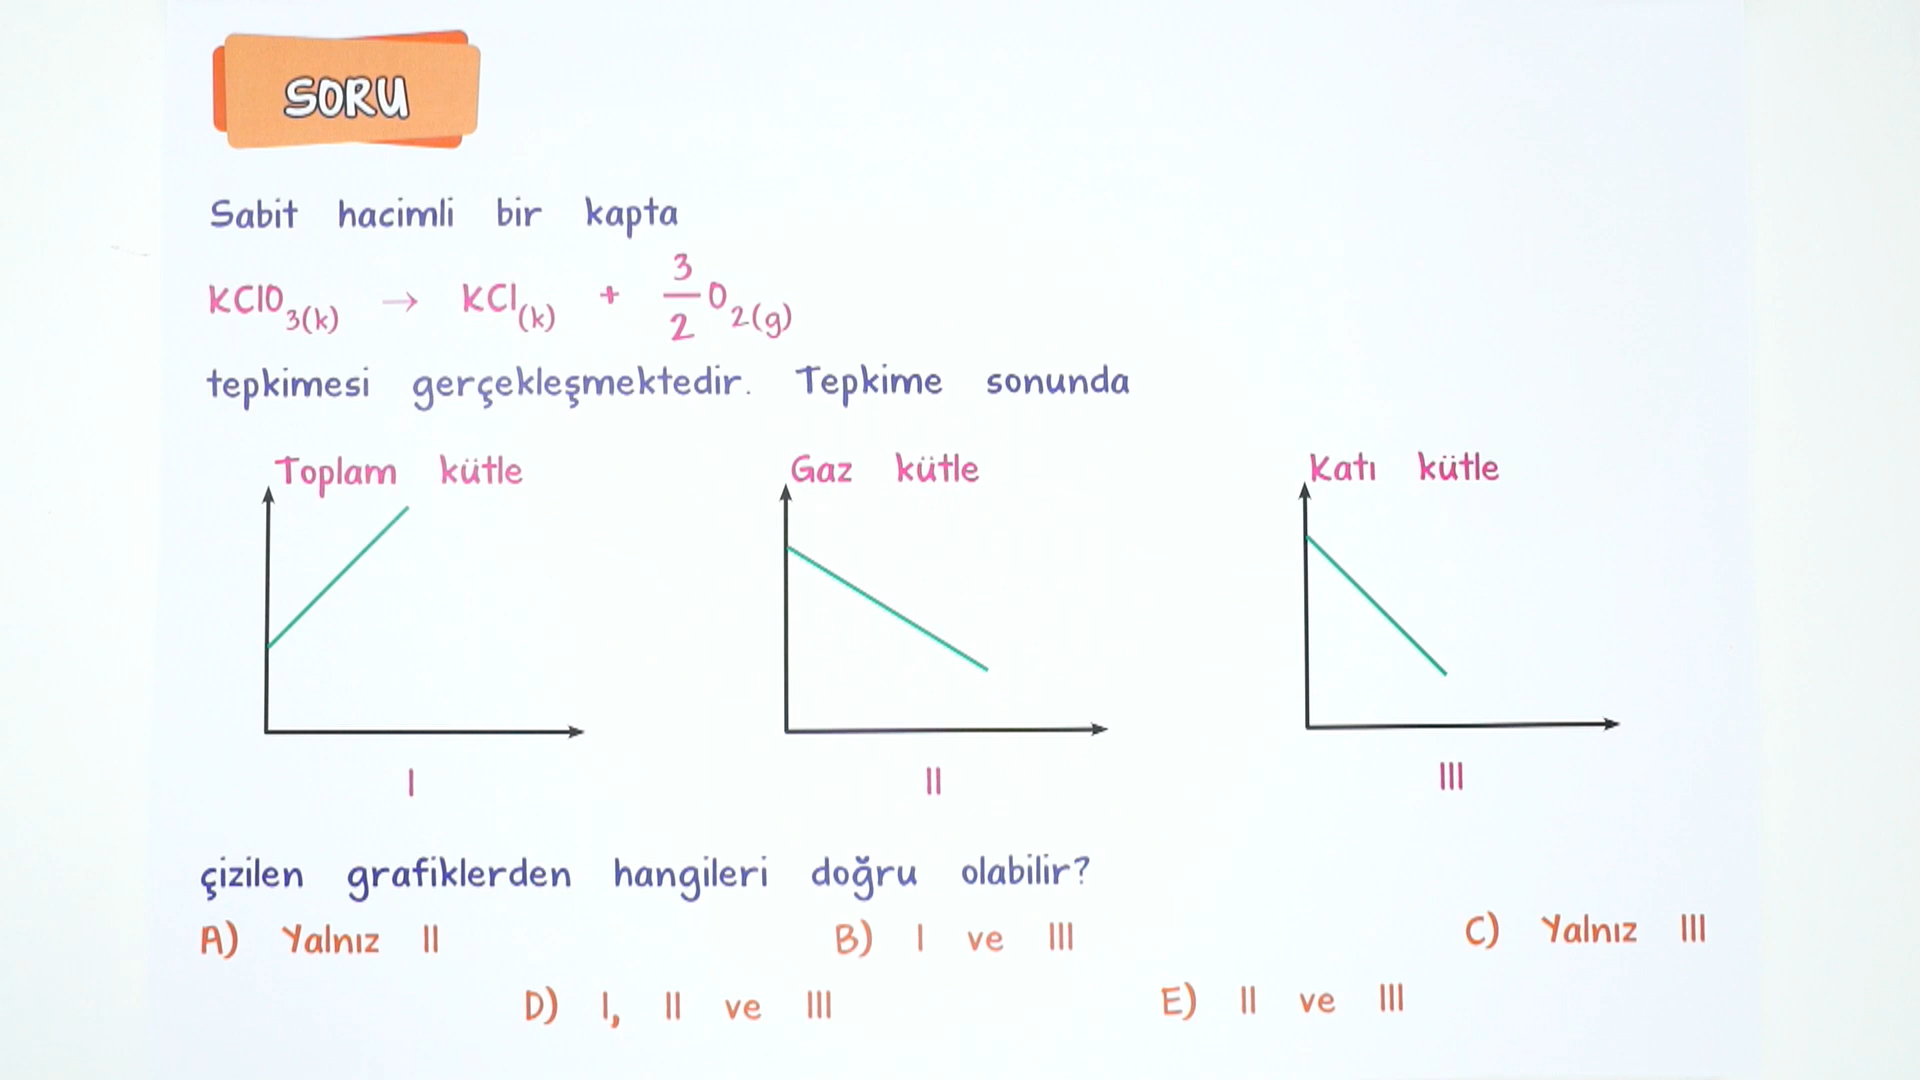 SORU
Sabit hacimli bir kapta
KClO3(k) → KCl(k) + 3/2 O2(g)
tepkimesi gerçekleşmektedir. Tepkime sonunda
Toplam kütle
Gaz kütle
Katı kütle
I
II
III
çizilen grafiklerden hangileri doğru olabilir?
A) Yalnız II
B) I ve III
C) Yalnız III
D) I, II ve III
E) II ve III